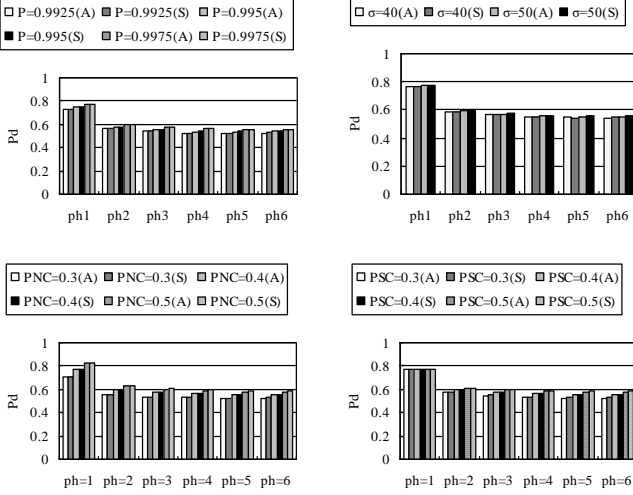 P=0.9925(A) P=0.9925(S) P=0.995(A)
P=0.995(S) P=0.9975(A) P=0.9975(S)
1
0.8
0.6
0.4
0.2
0
Pd
ph1 ph2 ph3 ph4 ph5 ph6
σ=40(A) σ=40(S) σ=50(A) σ=50(S)
1
0.8
0.6
0.4
0.2
0
Pd
ph1 ph2 ph3 ph4 ph5 ph6
PNC=0.3(A) PNC=0.3(S) PNC=0.4(A)
PNC=0.4(S) PNC=0.5(A) PNC=0.5(S)
1
0.8
0.6
0.4
0.2
0
Pd
ph=1 ph=2 ph=3 ph=4 ph=5 ph=6
PSC=0.3(A) PSC=0.3(S) PSC=0.4(A)
PSC=0.4(S) PSC=0.5(A) PSC=0.5(S)
1
0.8
0.6
0.4
0.2
0
Pd
ph=1 ph=2 ph=3 ph=4 ph=5 ph=6